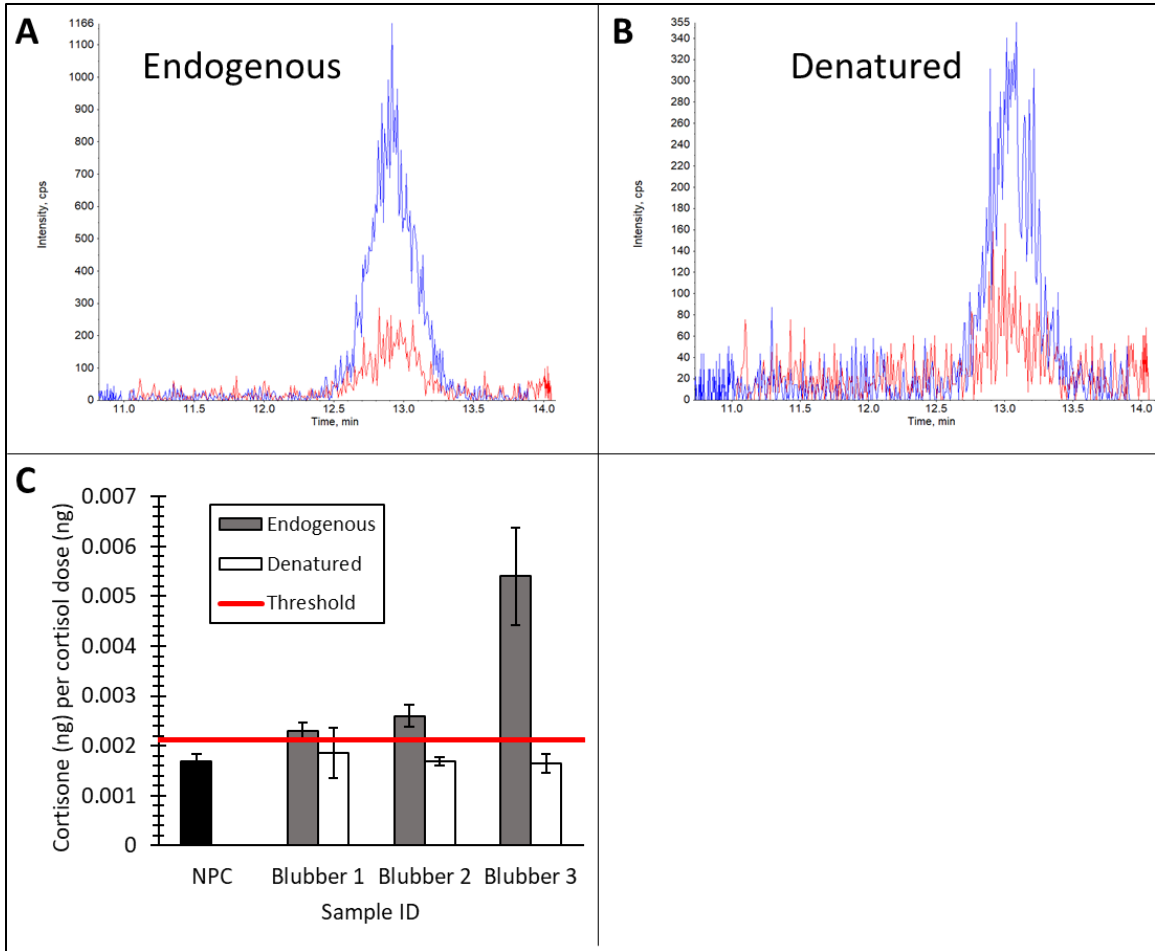 A
Endogenous
1166
1100
1000
900
800
700
600
500
400
300
200
100
0
Intensity, cps
11.0 11.5 12.0 12.5 13.0 13.5 14.0
Time, min
B
Denatured
355
340
320
300
280
260
240
220
200
180
160
140
120
100
80
60
40
20
0
Intensity, cps
11.0 11.5 12.0 12.5 13.0 13.5 14.0
Time, min
C
0.007
0.006
0.005
0.004
0.003
0.002
0.001
0
Cortisone (ng) per cortisol dose (ng)
Endogenous
Denatured
Threshold
NPC Blubber 1 Blubber 2 Blubber 3
Sample ID